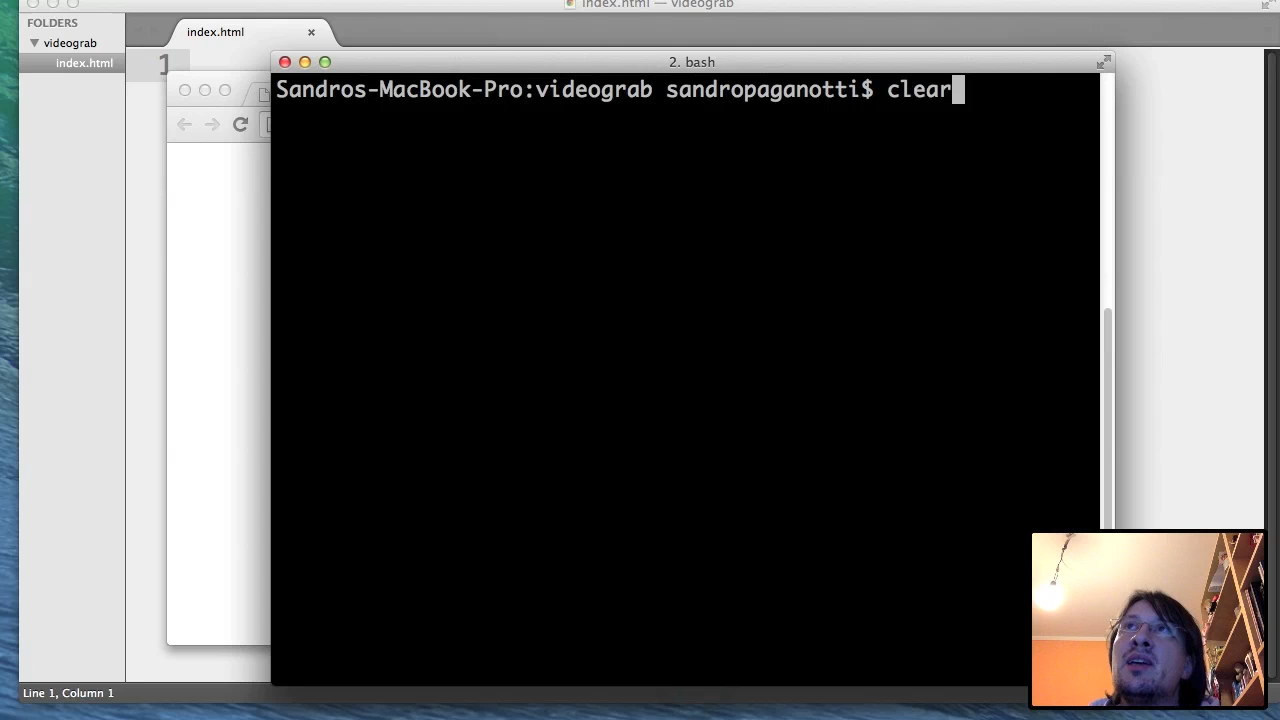 index.html — videograb
FOLDERS
videograb
index.html
index.html
1
2. bash
Sandros-MacBook-Pro:videograb sandropaganotti$ clear
Line 1, Column 1